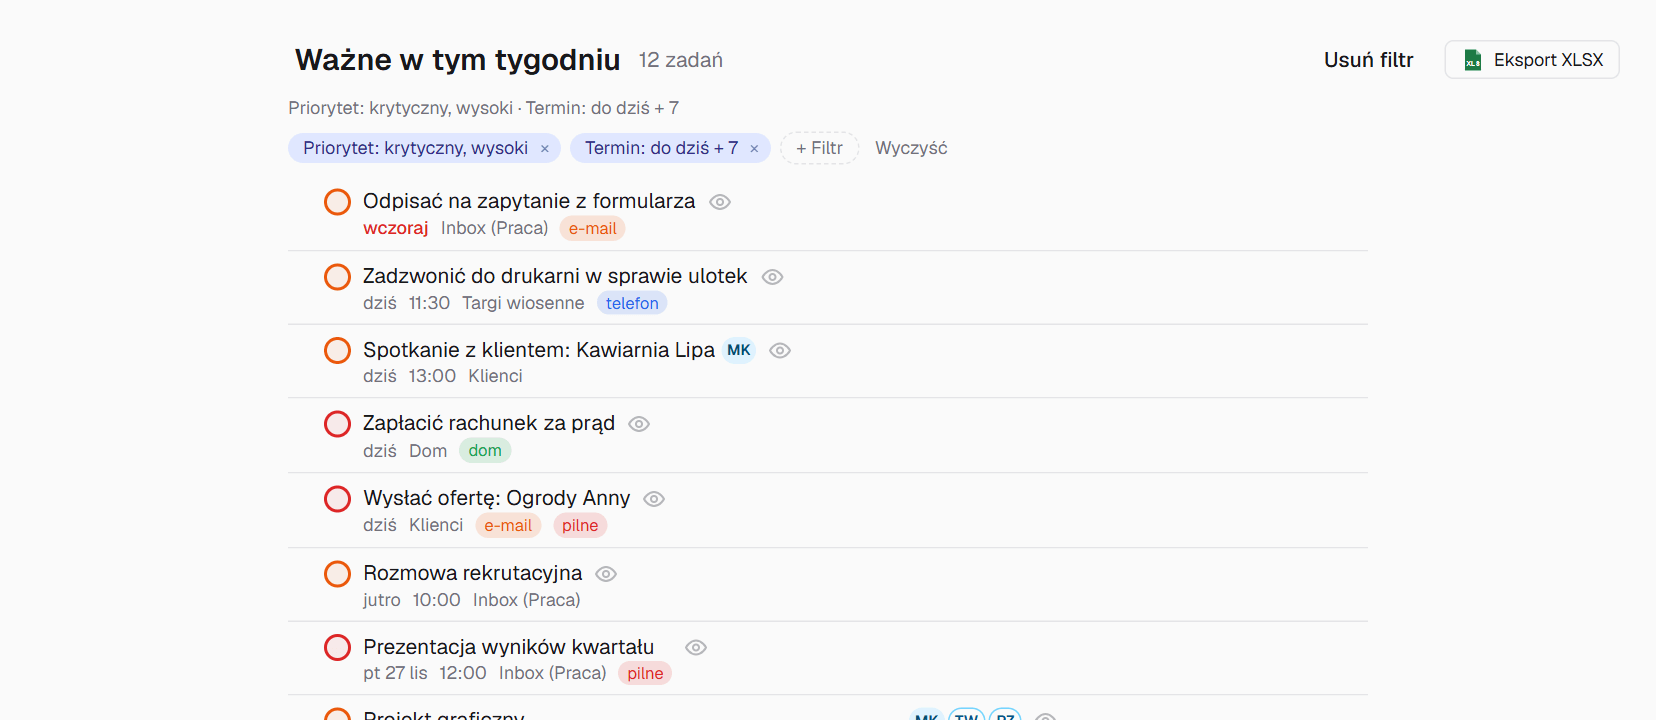 Ważne w tym tygodniu 12 zadań Usuń filtr Eksport XLSX
Priorytet: krytyczny, wysoki · Termin: do dziś + 7
Priorytet: krytyczny, wysoki × Termin: do dziś + 7 × + Filtr Wyczyść
Odpisać na zapytanie z formularza
wczoraj Inbox (Praca) e-mail
Zadzwonić do drukarni w sprawie ulotek
dziś 11:30 Targi wiosenne telefon
Spotkanie z klientem: Kawiarnia Lipa MK
dziś 13:00 Klienci
Zapłacić rachunek za prąd
dziś Dom dom
Wysłać ofertę: Ogrody Anny
dziś Klienci e-mail pilne
Rozmowa rekrutacyjna
jutro 10:00 Inbox (Praca)
Prezentacja wyników kwartału
pt 27 lis 12:00 Inbox (Praca) pilne
Projekt graficzny MK TW